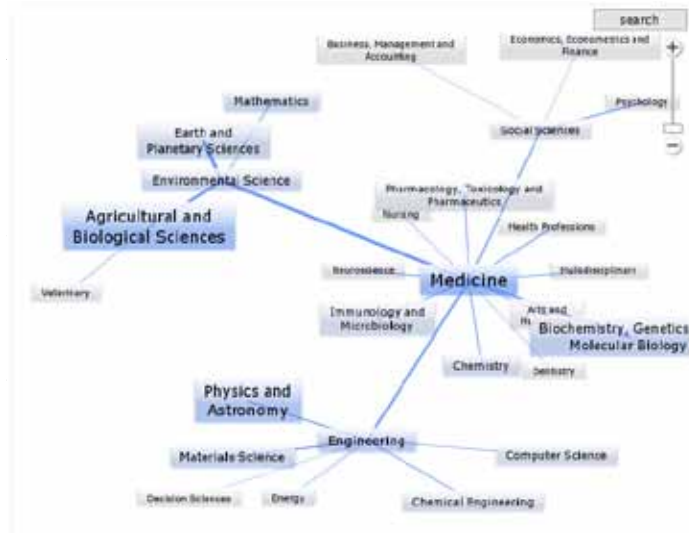 search
Business, Management and
Accounting
Economics, Econometrics and
Finance
Mathematics
Psychology
Earth and
Planetary Sciences
Social Sciences
Environmental Science
Pharmacology, Toxicology and
Pharmaceutics
Nursing
Agricultural and
Biological Sciences
Health Professions
Neuroscience
Medicine
Multidisciplinary
Veterinary
Immunology and
Microbiology
Arts and
Biochemistry, Genetics
Molecular Biology
Chemistry
Dentistry
Physics and
Astronomy
Engineering
Materials Science
Computer Science
Decision Sciences
Energy
Chemical Engineering